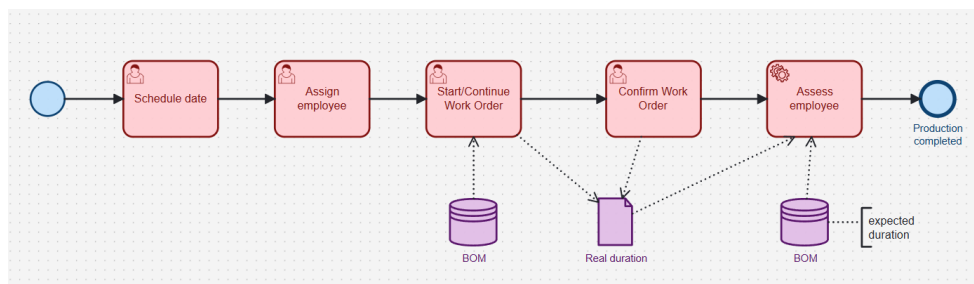 Schedule date
Assign
employee
Start/Continue
Work Order
Confirm Work
Order
Assess
employee
Production
completed
BOM
Real duration
BOM
expected
duration